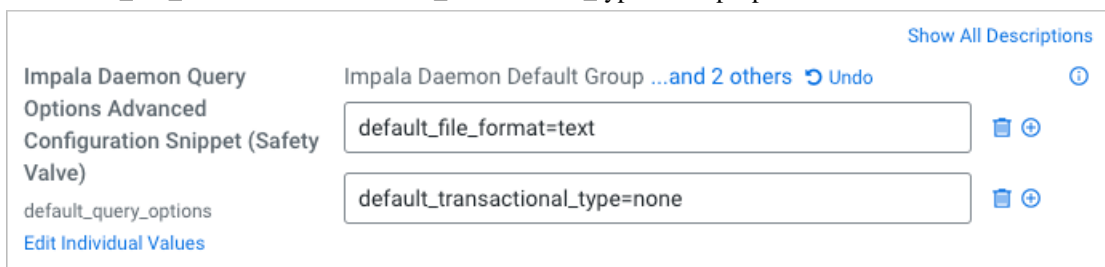 Show All Descriptions
Impala Daemon Query
Options Advanced
Configuration Snippet (Safety
Valve)
default_query_options
Edit Individual Values
Impala Daemon Default Group ...and 2 others Undo
default_file_format=text
default_transactional_type=none